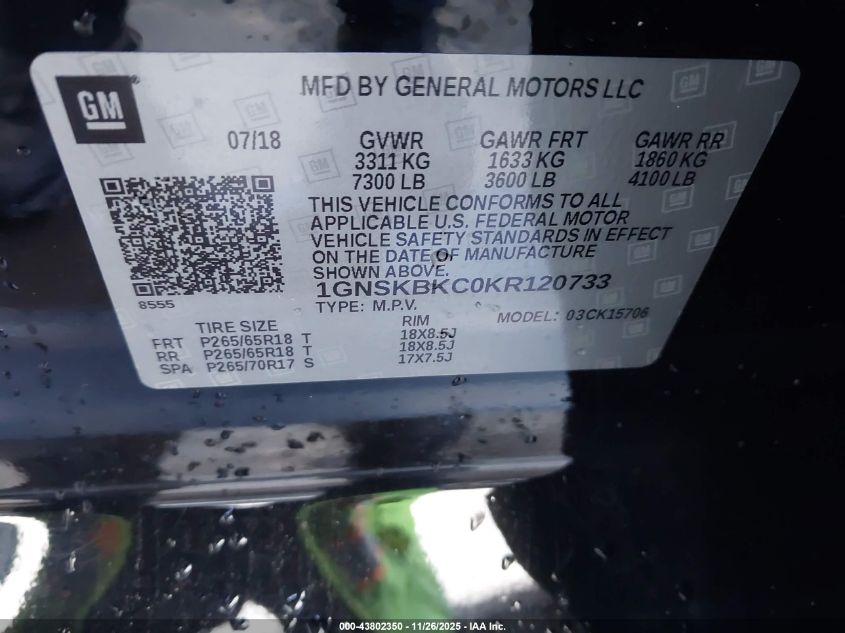 GM
MFD BY GENERAL MOTORS LLC
07/18 GVWR GAWR FRT GAWR RR
3311 KG 1633 KG 1860 KG
7300 LB 3600 LB 4100 LB
THIS VEHICLE CONFORMS TO ALL
APPLICABLE U.S. FEDERAL MOTOR
VEHICLE SAFETY STANDARDS IN EFFECT
ON THE DATE OF MANUFACTURE
SHOWN ABOVE.
1GNSKBKC0KR120733
8555
TYPE: M.P.V. MODEL: 03CK15706
TIRE SIZE RIM
FRT P265/65R18 T 18X8.5J
RR P265/65R18 T 18X8.5J
SPA P265/70R17 S 17X7.5J
000-43802350 - 11/26/2025 - IAA Inc.